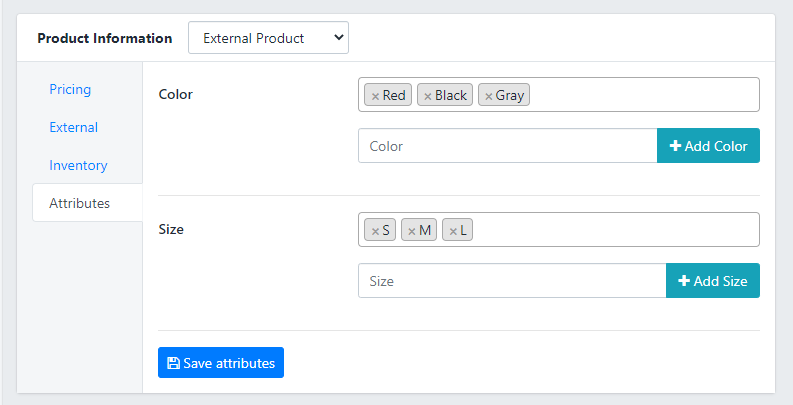 Product Information External Product
Pricing
External
Inventory
Attributes
Color
× Red × Black × Gray
Color
Add Color
Size
× S × M × L
Size
Add Size
Save attributes